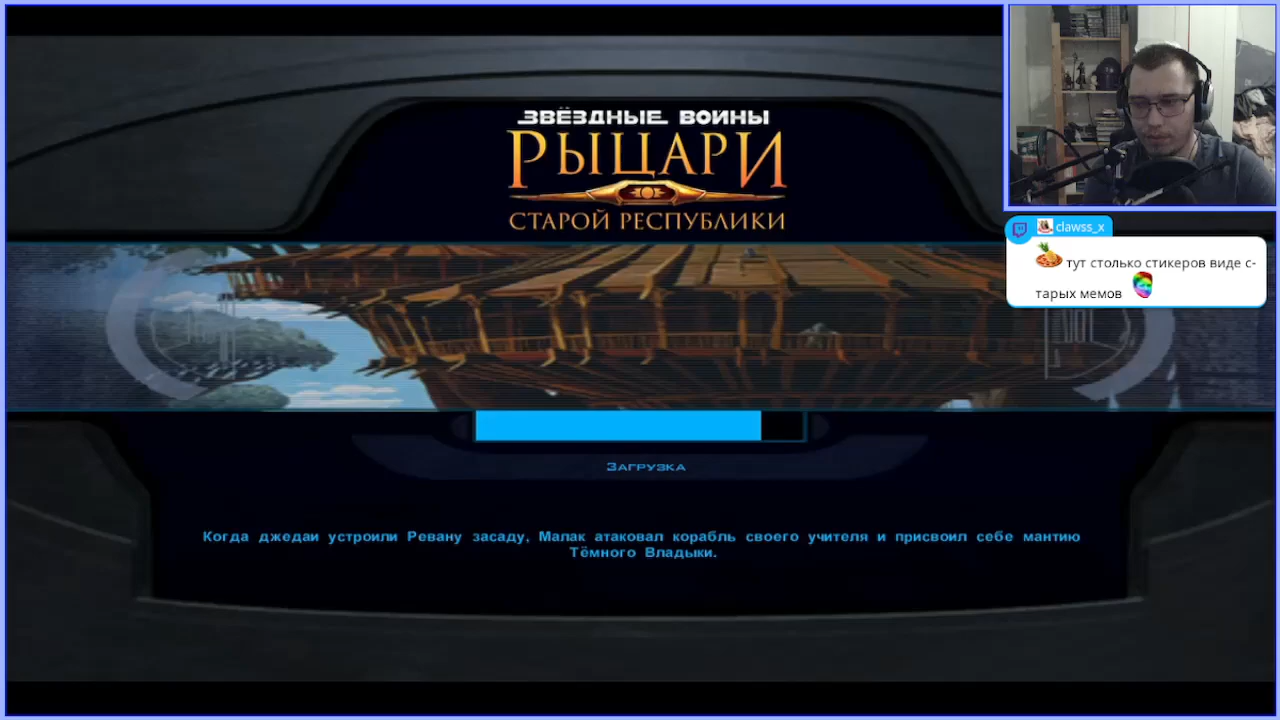 ЗВЁЗДНЫЕ ВОЙНЫ
РЫЦАРИ
СТАРОЙ РЕСПУБЛИКИ
clawss_x
тут столько стикеров виде с-
тарых мемов
Загрузка
Когда джедаи устроили Ревану засаду, Малак атаковал корабль своего учителя и присвоил себе мантию
Тёмного Владыки.